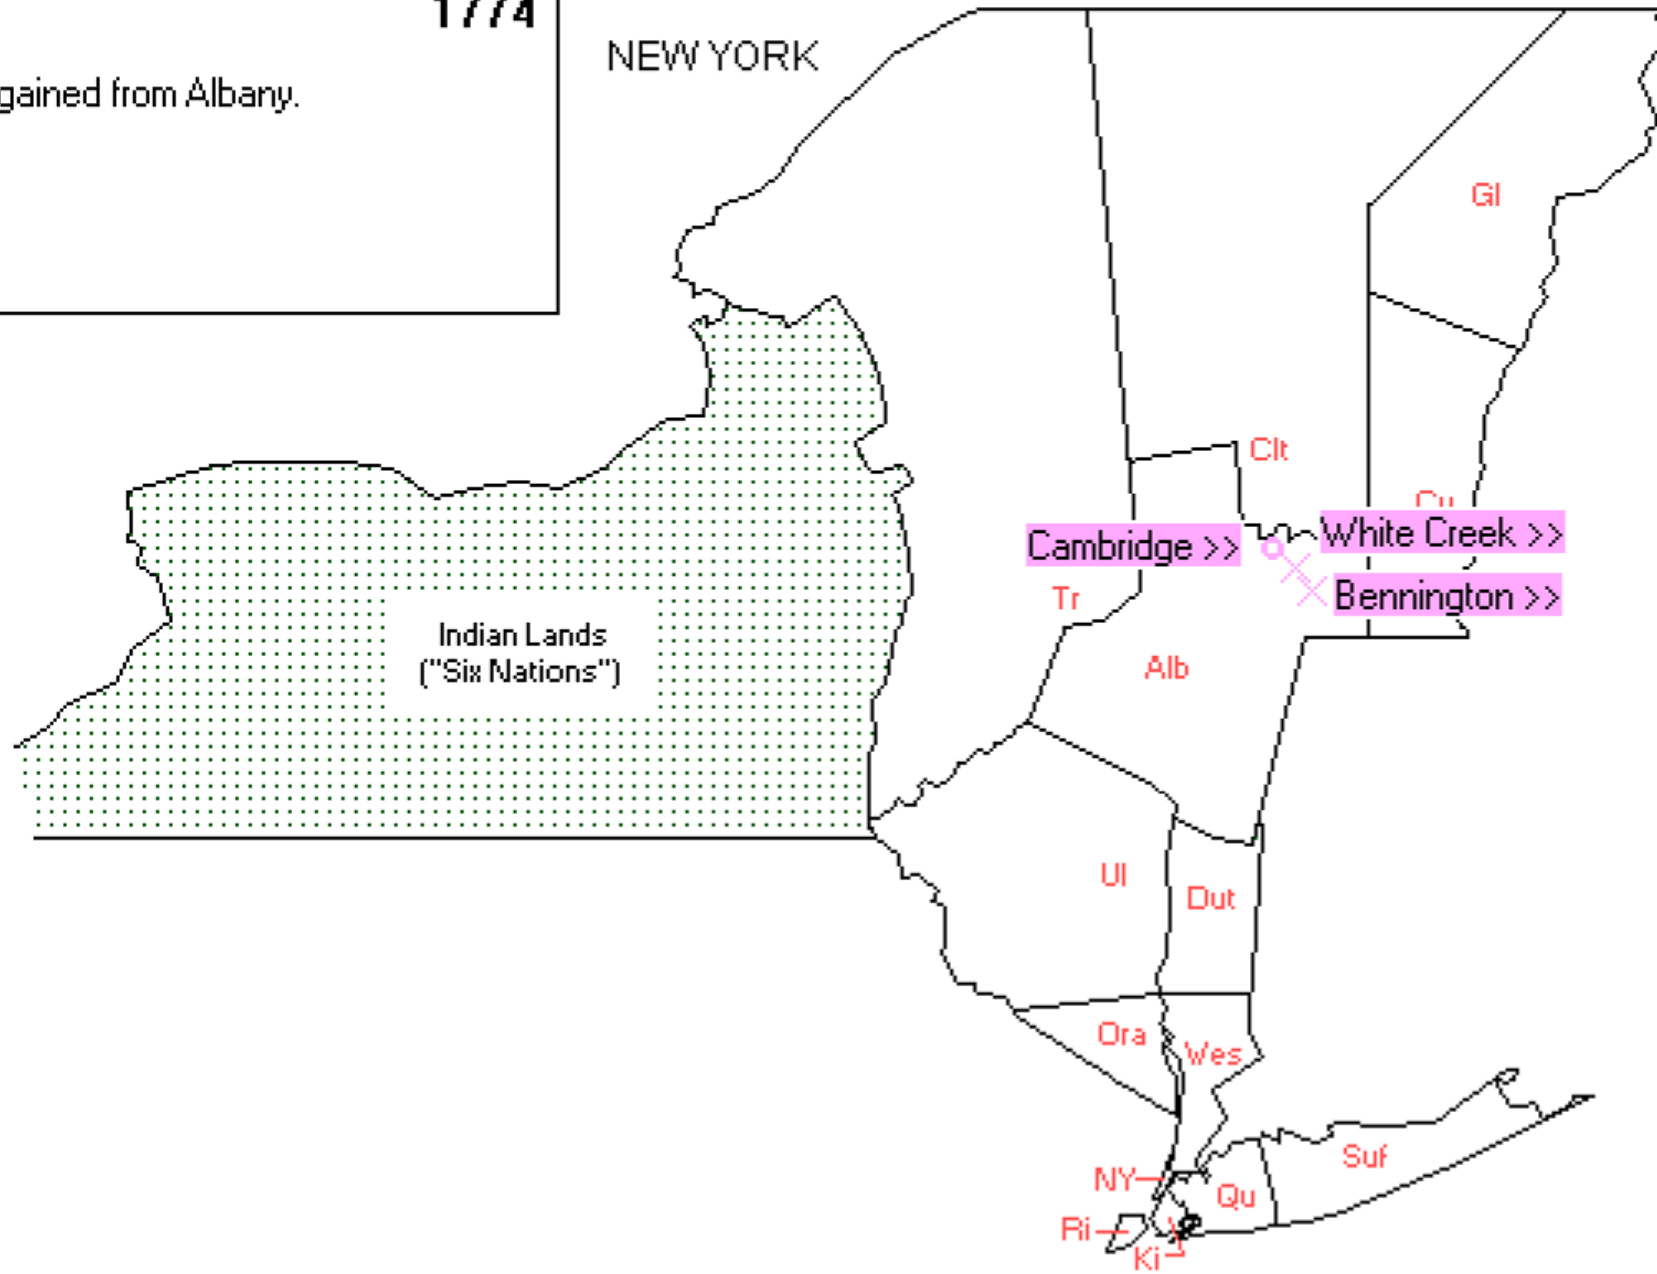 1774
gained from Albany.
NEW YORK
Gl
Clt
Cu
White Creek >>
Cambridge >>
Bennington >>
Tr
Indian Lands
("Six Nations")
Alb
Ul
Dut
Ora
Wes
Suf
NY
Qu
Ri
Ki